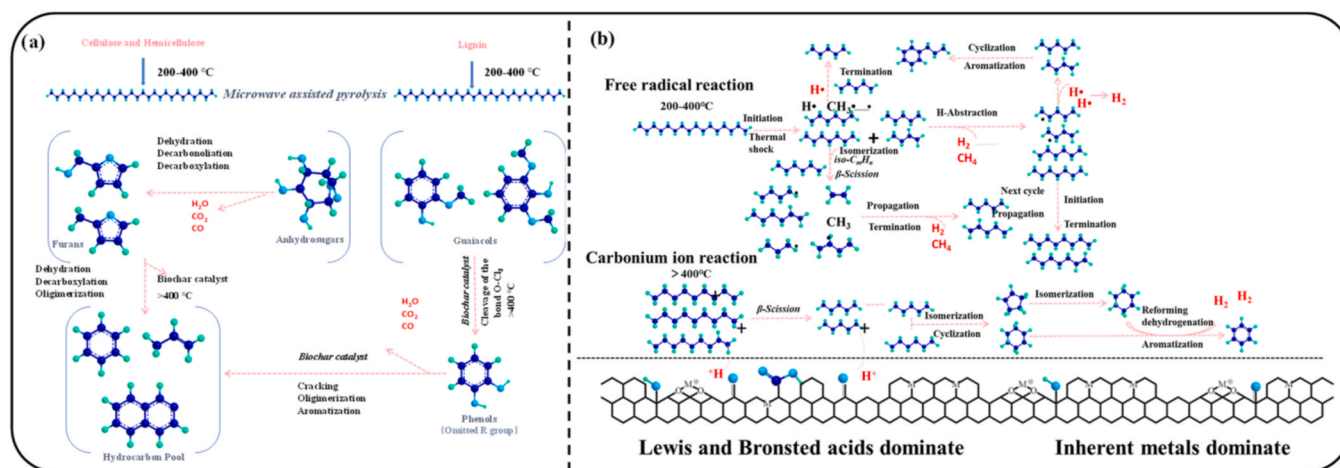 (a)
Cellulose and Hemicellulose
Lignin
200-400 °C
200-400 °C
Microwave assisted pyrolysis
Dehydration
Decarbonoliation
Decarboxylation
H2O
CO2
CO
Furans
Anhydrosugars
Guaiacols
Dehydration
Decarboxylation
Oligimerization
Biochar catalyst
>400 °C
Biochar catalyst
Cleavage of the
bond O-CH3
>400 °C
H2O
CO2
CO
Biochar catalyst
Cracking
Oligimerization
Aromatization
Phenols
(Omitted R group)
Hydrocarbon Pool
(b)
Free radical reaction
200-400℃
Initiation
Thermal
shock
Termination
H•
H•
CH3•
Isomerization
iso-CmHn
β-Scission
+
Cyclization
Aromatization
H-Abstraction
H2
CH4
H•
H•
H2
CH3
Propagation
Termination
H2
CH4
Next cycle
Propagation
Initiation
Termination
Carbonium ion reaction
>400℃
+
+
β-Scission
+
Isomerization
Cyclization
Isomerization
Reforming
dehydrogenation
Aromatization
H2 H2
+H
H+
M⊕
O O
M
M M
M⊕
O O
M M
M⊕
O O
Lewis and Bronsted acids dominate
Inherent metals dominate